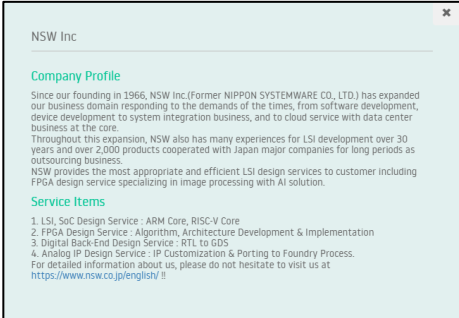 NSW Inc
Company Profile
Since our founding in 1966, NSW Inc.(Former NIPPON SYSTEMWARE CO., LTD.) has expanded
our business domain responding to the demands of the times, from software development,
device development to system integration business, and to cloud service with data center
business at the core.
Throughout this expansion, NSW also has many experiences for LSI development over 30
years and over 2,000 products cooperated with Japan major companies for long periods as
outsourcing business.
NSW provides the most appropriate and efficient LSI design services to customer including
FPGA design service specializing in image processing with AI solution.
Service Items
1. LSI, SoC Design Service : ARM Core, RISC-V Core
2. FPGA Design Service : Algorithm, Architecture Development & Implementation
3. Digital Back-End Design Service : RTL to GDS
4. Analog IP Design Service : IP Customization & Porting to Foundry Process.
For detailed information about us, please do not hesitate to visit us at
https://www.nsw.co.jp/english/ !!